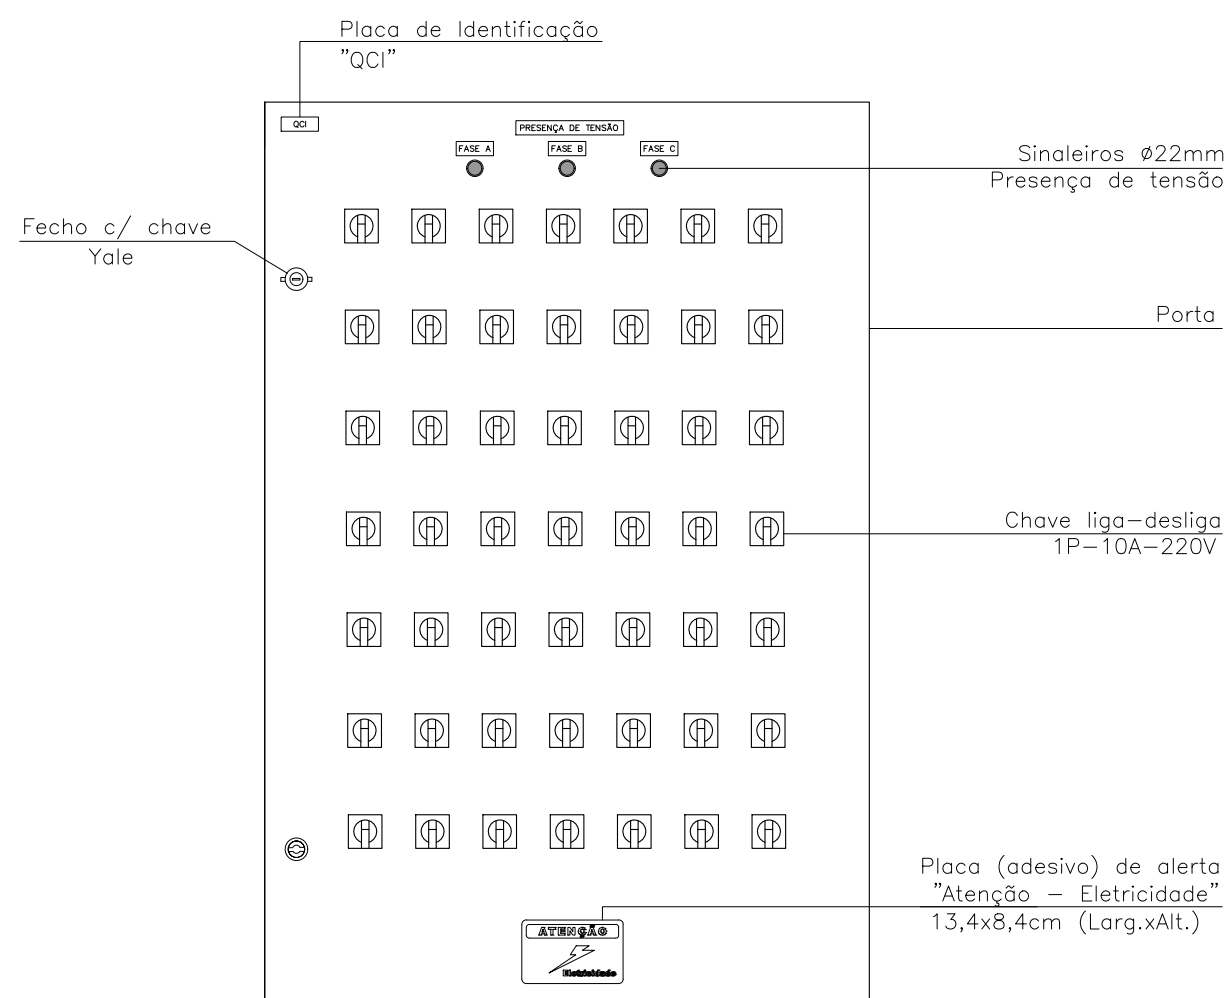 Placa de Identificação
"QCI"
QCI
PRESENÇA DE TENSÃO
FASE A
FASE B
FASE C
Sinaleiros Ø22mm
Presença de tensão
Fecho c/ chave
Yale
Porta
Chave liga-desliga
1P-10A-220V
Placa (adesivo) de alerta
"Atenção - Eletricidade"
13,4x8,4cm (Larg.xAlt.)
ATENÇÃO
Eletricidade